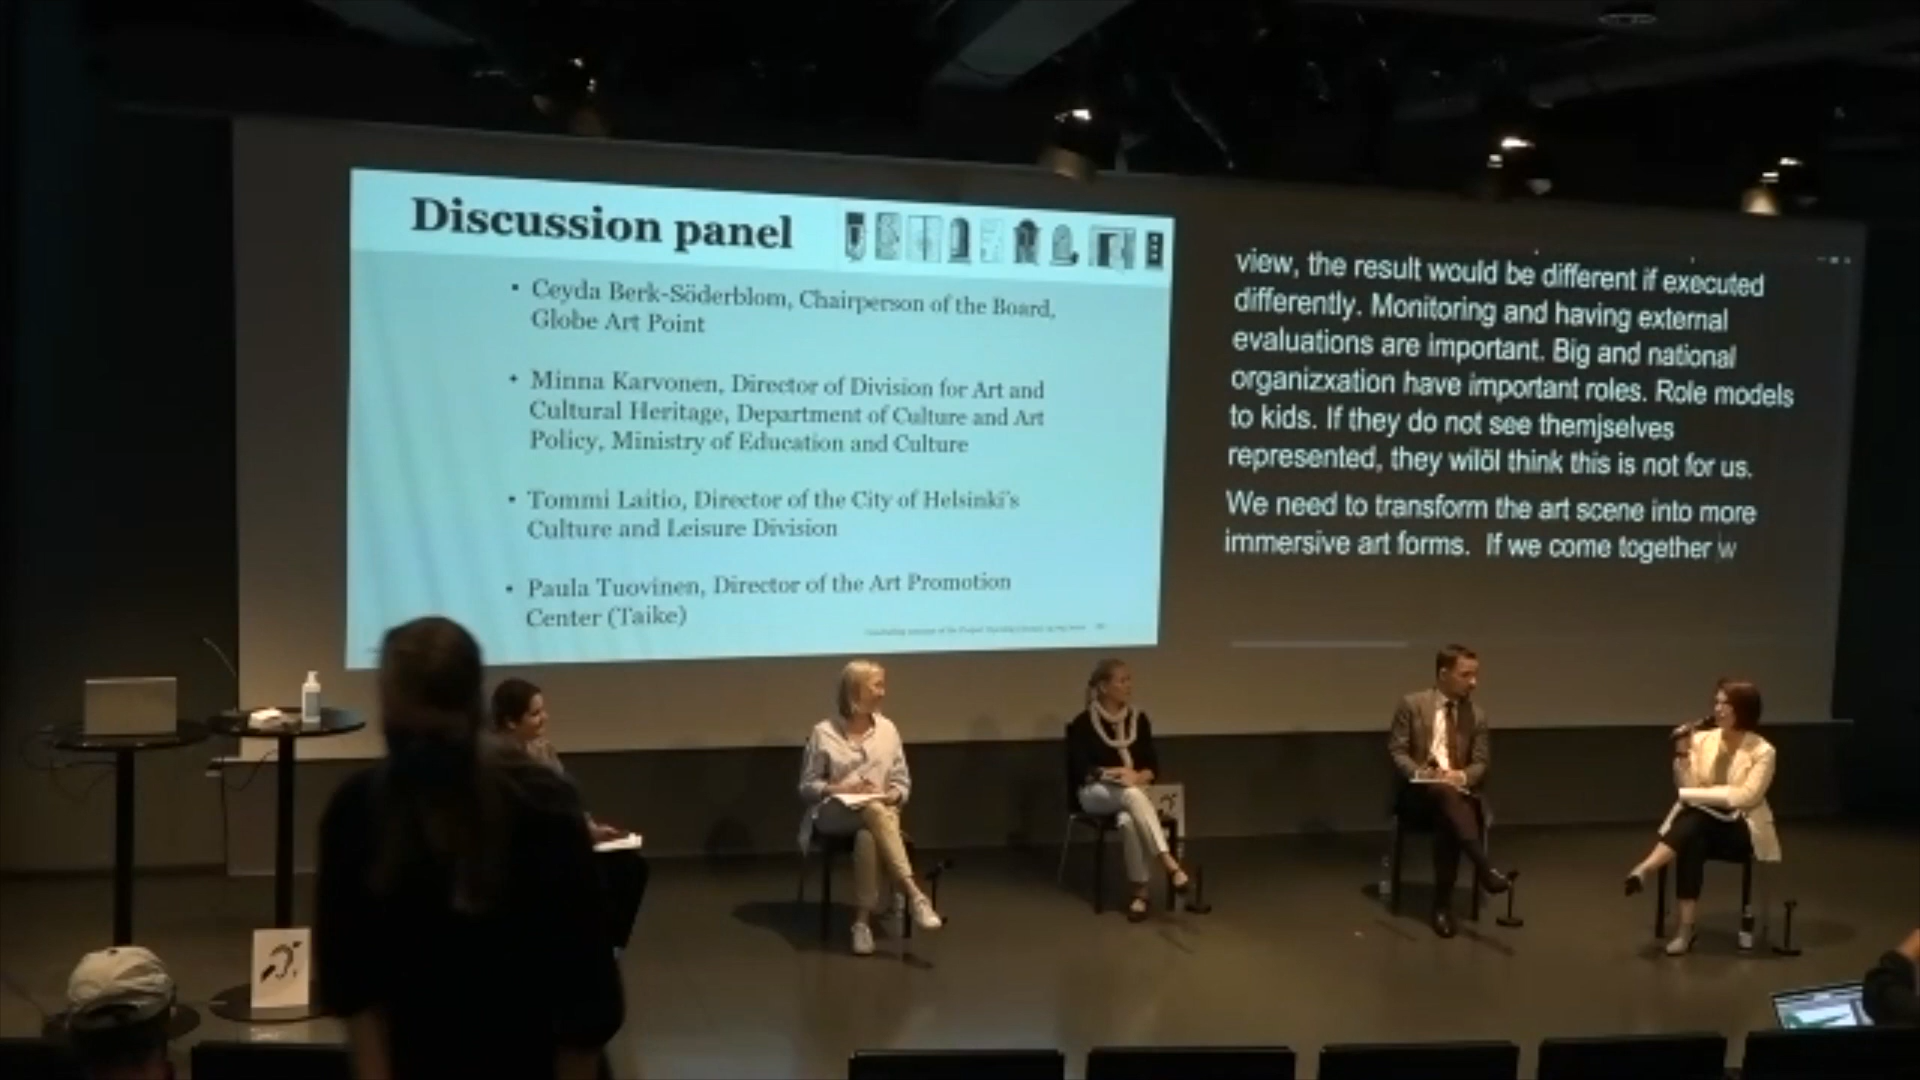 Discussion panel
• Ceyda Berk-Söderblom, Chairperson of the Board,
Globe Art Point
• Minna Karvonen, Director of Division for Art and
Cultural Heritage, Department of Culture and Art
Policy, Ministry of Education and Culture
• Tommi Laitio, Director of the City of Helsinki's
Culture and Leisure Division
• Paula Tuovinen, Director of the Art Promotion
Center (Taike)
view, the result would be different if executed
differently. Monitoring and having external
evaluations are important. Big and national
organizxation have important roles. Role models
to kids. If they do not see themjselves
represented, they wilöl think this is not for us.
We need to transform the art scene into more
immersive art forms.  If we come together w